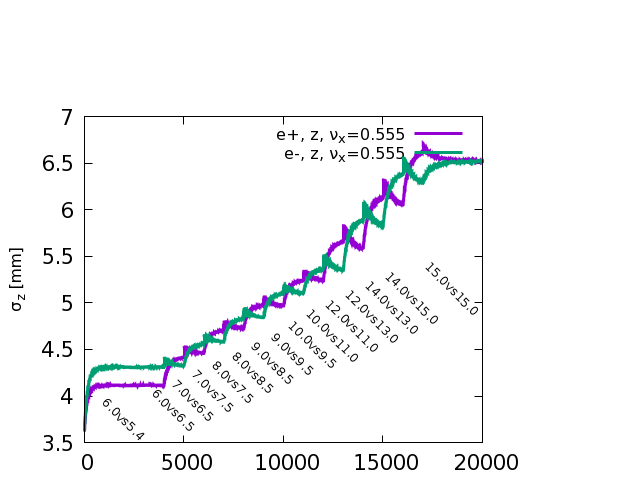 7
6.5
6
5.5
5
4.5
4
3.5
σz [mm]
e+, z, νx=0.555
e-, z, νx=0.555
6.0vs5.4
6.0vs6.5
7.0vs6.5
7.0vs7.5
8.0vs7.5
8.0vs8.5
9.0vs8.5
9.0vs9.5
10.0vs9.5
10.0vs11.0
12.0vs11.0
12.0vs13.0
14.0vs13.0
14.0vs15.0
15.0vs15.0
0 5000 10000 15000 20000